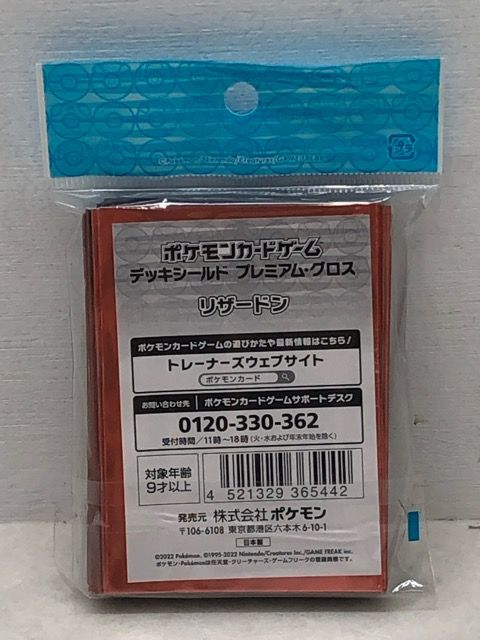 ©Pokémon/Nintendo/Creatures/GAME FREAK
プラ
ポケモンカードゲーム
デッキシールド プレミアム・グロス
リザードン
ポケモンカードゲームの遊びかたや最新情報はこちら！
トレーナーズウェブサイト
ポケモンカード
お問い合わせ先 ポケモンカードゲームサポートデスク
0120-330-362
受付時間／11時～18時（火・水および年末年始を除く）
対象年齢
9才以上
4 521329 365442
発売元 株式会社ポケモン
〒106-6108 東京都港区六本木6-10-1
日本製
©2022 Pokémon. ©1995-2022 Nintendo/Creatures Inc./GAME FREAK inc.
ポケモン・Pokémonは任天堂・クリーチャーズ・ゲームフリークの登録商標です。